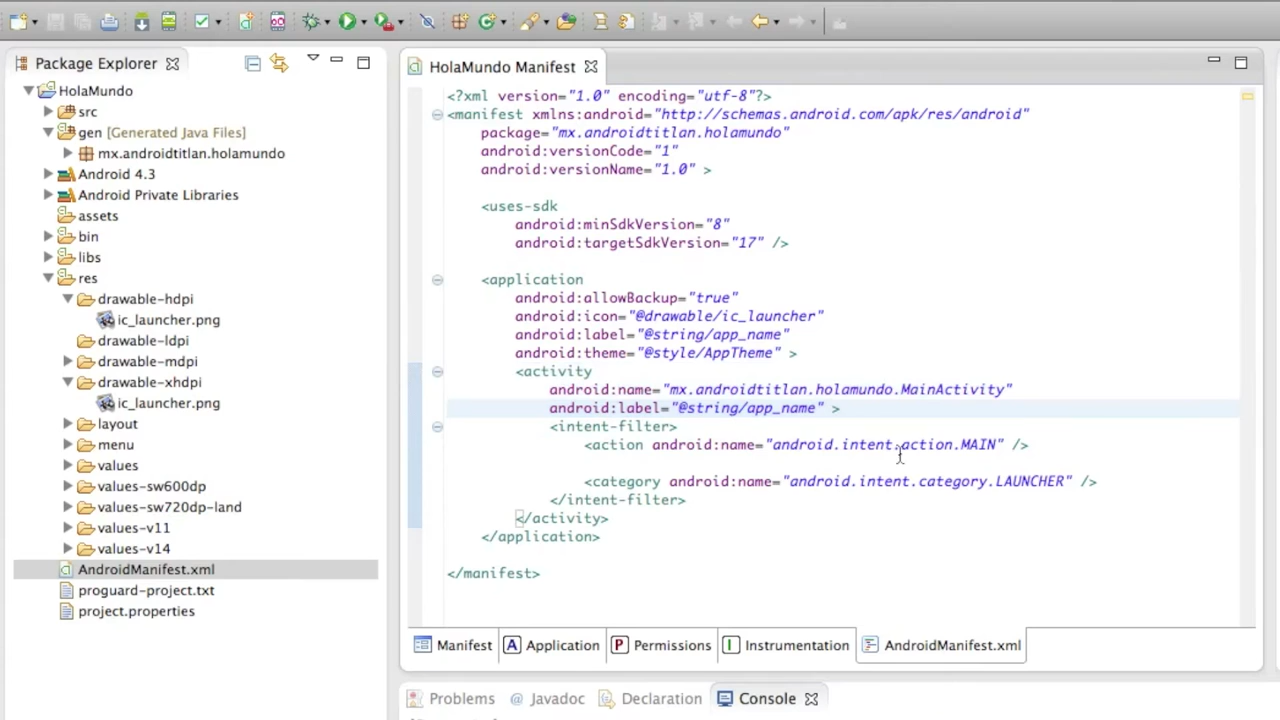 Package Explorer
HolaMundo
src
gen [Generated Java Files]
mx.androidtitlan.holamundo
Android 4.3
Android Private Libraries
assets
bin
libs
res
drawable-hdpi
ic_launcher.png
drawable-ldpi
drawable-mdpi
drawable-xhdpi
ic_launcher.png
layout
menu
values
values-sw600dp
values-sw720dp-land
values-v11
values-v14
AndroidManifest.xml
proguard-project.txt
project.properties
HolaMundo Manifest
<?xml version="1.0" encoding="utf-8"?>
<manifest xmlns:android="http://schemas.android.com/apk/res/android"
package="mx.androidtitlan.holamundo"
android:versionCode="1"
android:versionName="1.0" >
<uses-sdk
android:minSdkVersion="8"
android:targetSdkVersion="17" />
<application
android:allowBackup="true"
android:icon="@drawable/ic_launcher"
android:label="@string/app_name"
android:theme="@style/AppTheme" >
<activity
android:name="mx.androidtitlan.holamundo.MainActivity"
android:label="@string/app_name" >
<intent-filter>
<action android:name="android.intent.action.MAIN" />
<category android:name="android.intent.category.LAUNCHER" />
</intent-filter>
</activity>
</application>
</manifest>
Manifest
A Application
P Permissions
I Instrumentation
AndroidManifest.xml
Problems
@ Javadoc
Declaration
Console